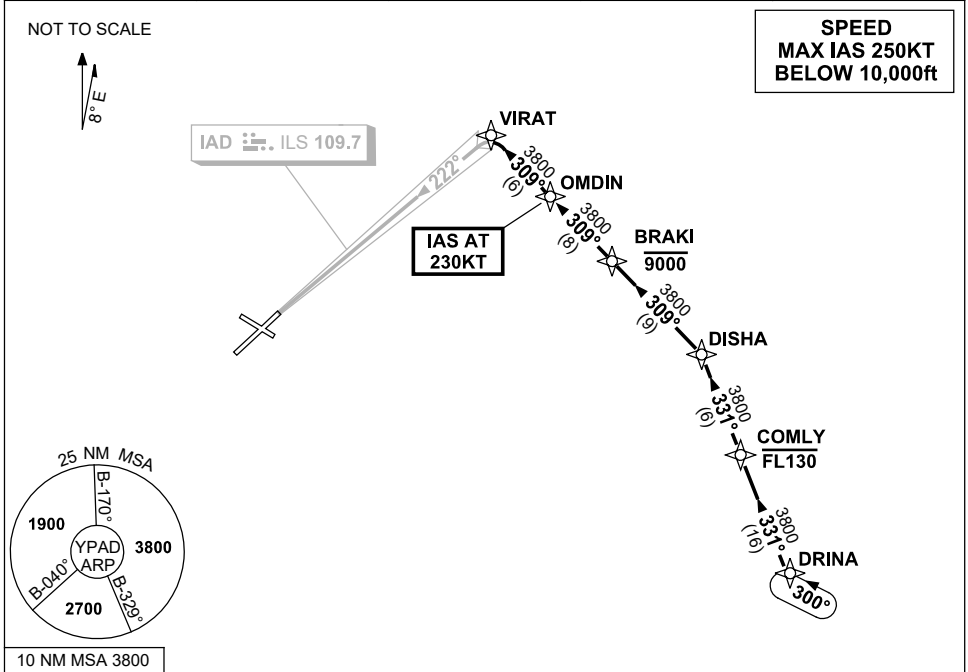 NOT TO SCALE
8° E
SPEED
MAX IAS 250KT
BELOW 10,000ft
IAD ILS 109.7
222°
VIRAT
3800
309°
(6)
OMDIN
IAS AT
230KT
3800
309°
(8)
BRAKI
9000
3800
309°
(9)
DISHA
3800
331°
(6)
COMLY
FL130
3800
331°
(16)
DRINA
300°
25 NM MSA
B-170°
1900
3800
YPAD
ARP
B-040°
B-329°
2700
10 NM MSA 3800